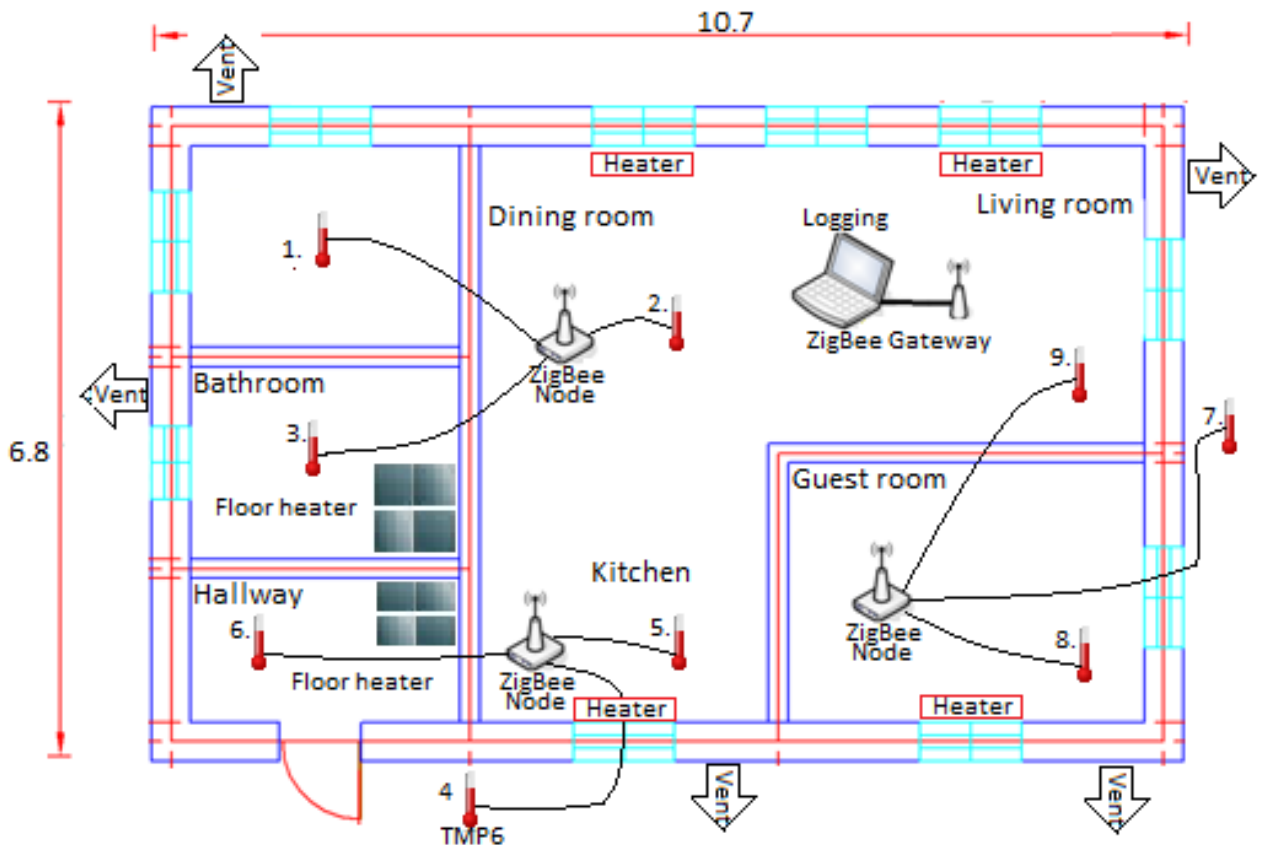 10.7
Vent
Heater
Heater
Vent
Dining room
Living room
Logging
1.
2.
ZigBee Gateway
9.
ZigBee
Node
Bathroom
Vent
7.
3.
6.8
Guest room
Floor heater
Kitchen
Hallway
6.
5.
ZigBee
Node
8.
Floor heater
ZigBee
Node
Heater
Heater
4
TMP6
Vent
Vent